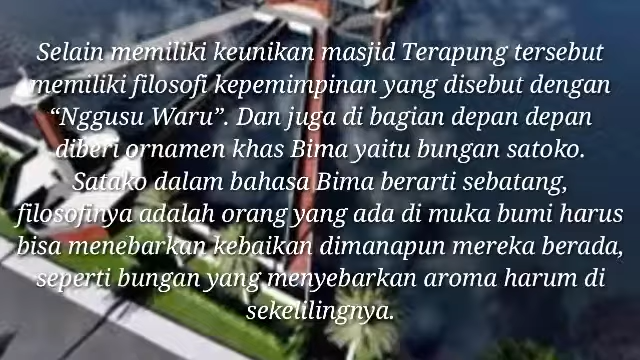 Selain memiliki keunikan masjid Terapung tersebut
memiliki filosofi kepemimpinan yang disebut dengan
“Nggusu Waru”. Dan juga di bagian depan depan
diberi ornamen khas Bima yaitu bungan satoko.
Satako dalam bahasa Bima berarti sebatang,
filosofinya adalah orang yang ada di muka bumi harus
bisa menebarkan kebaikan dimanapun mereka berada,
seperti bungan yang menyebarkan aroma harum di
sekelilingnya.